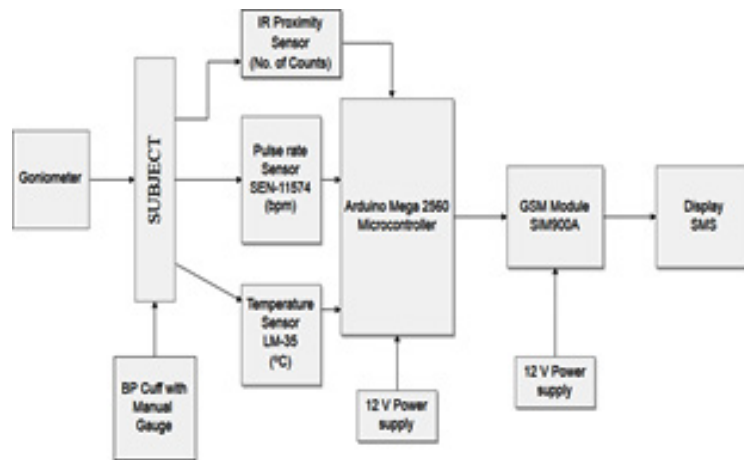 IR Proximity
Sensor
(No. of Counts)
Goniometer
SUBJECT
Pulse rate
Sensor
SEN-11574
(bpm)
Arduino Mega 2560
Microcontroller
GSM Module
SIM900A
Display
SMS
Temperature
Sensor
LM-35
(ºC)
BP Cuff with
Manual
Gauge
12 V Power
supply
12 V Power
supply